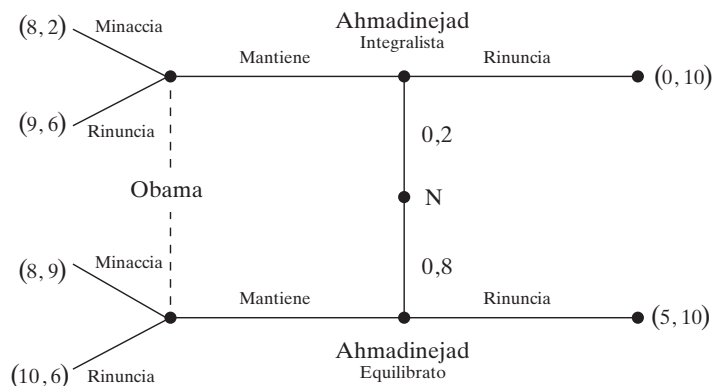 (8, 2)
Minaccia
Ahmadinejad
Integralista
Mantiene
Rinuncia
(0, 10)
(9, 6)
Rinuncia
0,2
Obama
N
0,8
(8, 9)
Minaccia
Mantiene
Rinuncia
(5, 10)
Ahmadinejad
Equilibrato
(10, 6)
Rinuncia